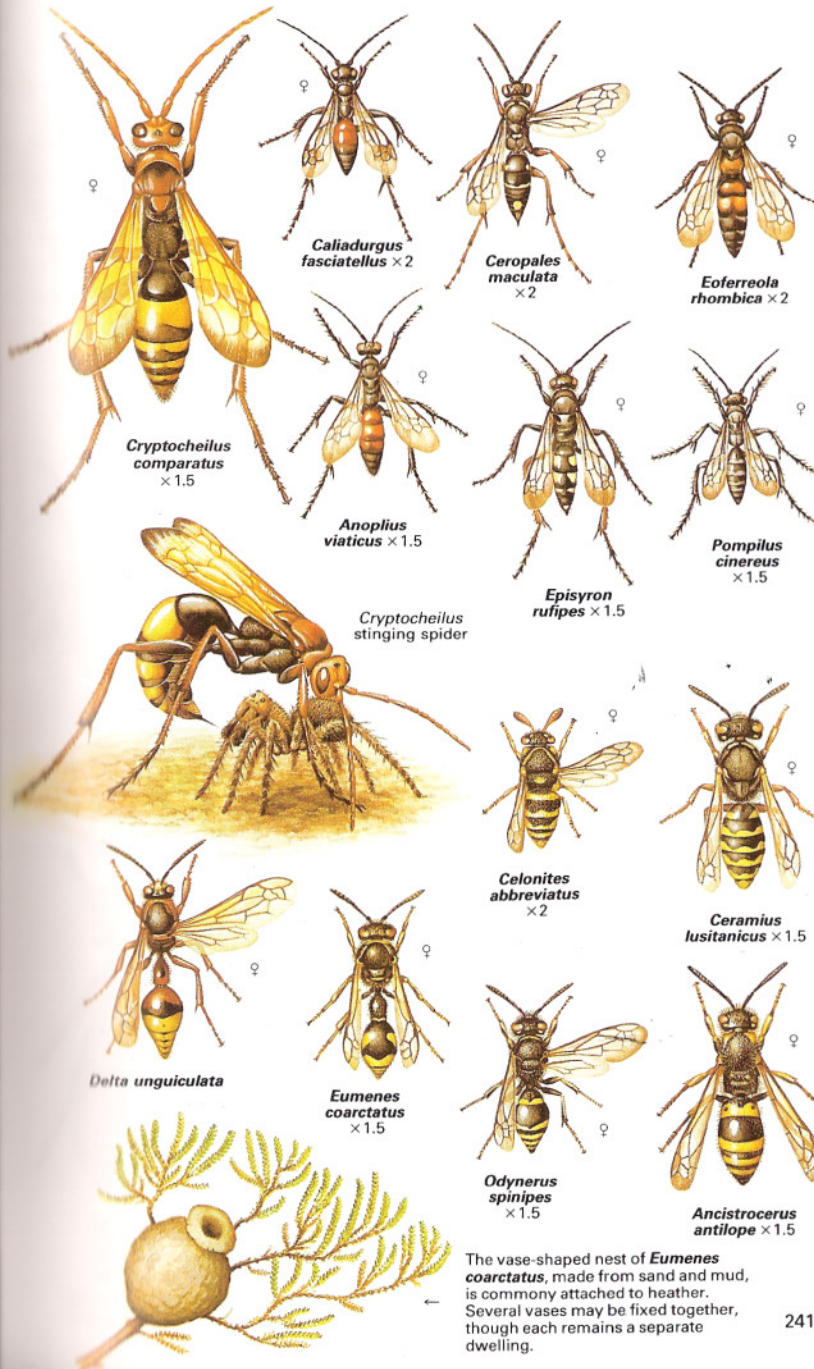 ♀
Caliadurgus
fasciatellus ×2
♀
Ceropales
maculata
×2
♀
Eoferreola
rhombica ×2
♀
Cryptocheilus
comparatus
×1.5
♀
Anoplius
viaticus ×1.5
♀
Episyron
rufipes ×1.5
♀
Pompilus
cinereus
×1.5
♀
Cryptocheilus
stinging spider
♀
Celonites
abbreviatus
×2
♀
Ceramius
lusitanicus ×1.5
♀
Delta unguiculata
♀
Eumenes
coarctatus
×1.5
♀
Odynerus
spinipes
×1.5
♀
Ancistrocerus
antilope ×1.5
♀
The vase-shaped nest of Eumenes
coarctatus, made from sand and mud,
is commony attached to heather.
Several vases may be fixed together,
though each remains a separate
dwelling.
←
241